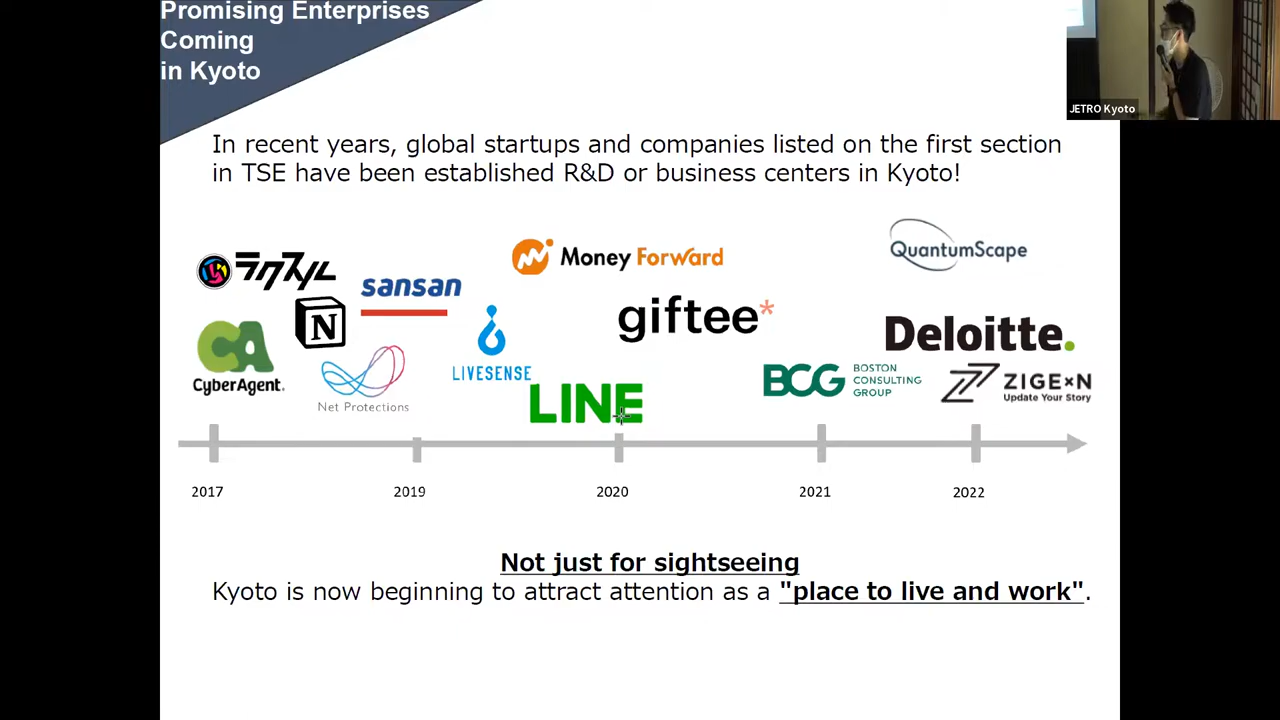 Promising Enterprises
Coming
in Kyoto
JETRO Kyoto
In recent years, global startups and companies listed on the first section
in TSE have been established R&D or business centers in Kyoto!
ラクスル
sansan
N
CA
CyberAgent.
Net Protections
LIVESENSE
Money Forward
giftee*
LINE
QuantumScape
Deloitte.
BCG
BOSTON
CONSULTING
GROUP
ZIGExN
Update Your Story
2017
2019
2020
2021
2022
Not just for sightseeing
Kyoto is now beginning to attract attention as a "place to live and work".